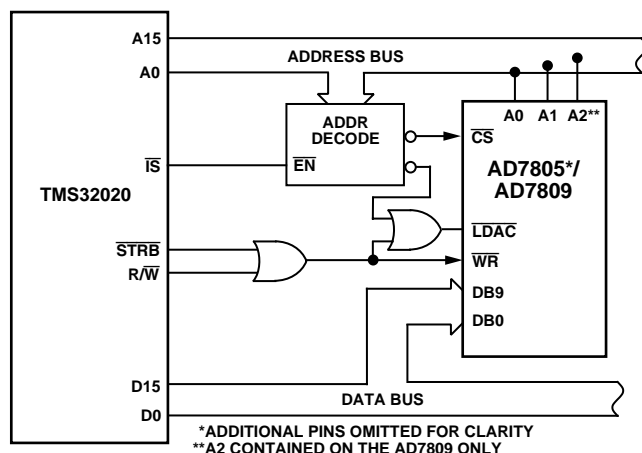 A15
ADDRESS BUS
A0
ADDR
DECODE
A0 A1 A2**
CS
IS
EN
TMS32020
AD7805*/
AD7809
LDAC
STRB
R/W
WR
DB9
DB0
D15
DATA BUS
D0
*ADDITIONAL PINS OMITTED FOR CLARITY
**A2 CONTAINED ON THE AD7809 ONLY